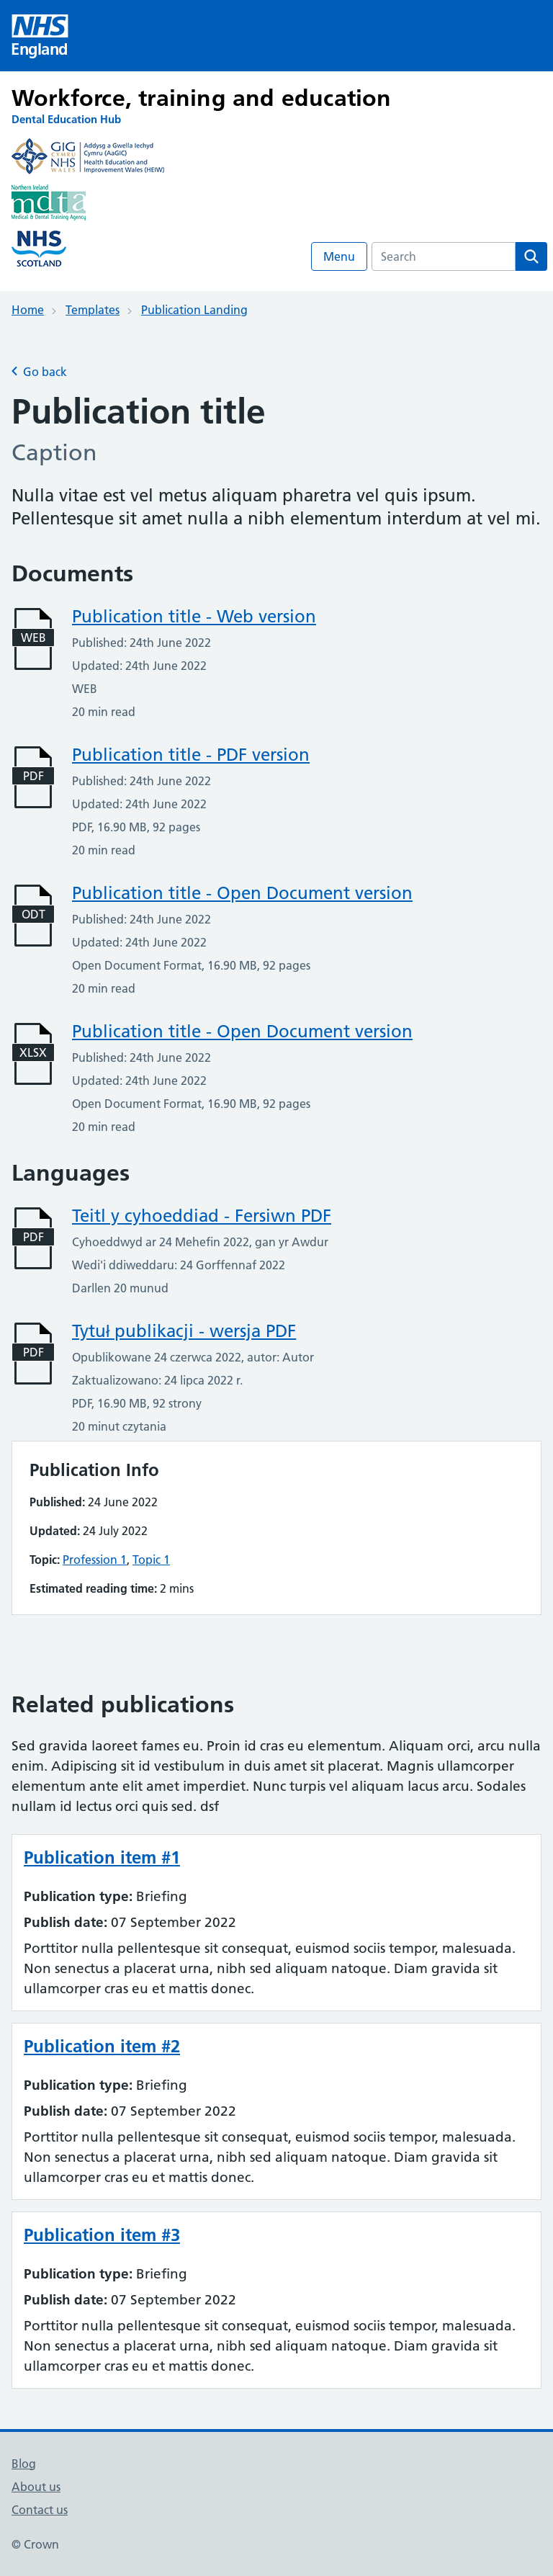 NHS
England
Workforce, training and education
Dental Education Hub
GIG
CYMRU
NHS
WALES
Addysg a Gwella Iechyd
Cymru (AaGIC)
Health Education and
Improvement Wales (HEIW)
Northern Ireland
mdta
Medical & Dental Training Agency
NHS
SCOTLAND
Menu
Search
Home
Templates
Publication Landing
Go back
Publication title
Caption
Nulla vitae est vel metus aliquam pharetra vel quis ipsum.
Pellentesque sit amet nulla a nibh elementum interdum at vel mi.
Documents
WEB
Publication title - Web version
Published: 24th June 2022
Updated: 24th June 2022
WEB
20 min read
PDF
Publication title - PDF version
Published: 24th June 2022
Updated: 24th June 2022
PDF, 16.90 MB, 92 pages
20 min read
ODT
Publication title - Open Document version
Published: 24th June 2022
Updated: 24th June 2022
Open Document Format, 16.90 MB, 92 pages
20 min read
XLSX
Publication title - Open Document version
Published: 24th June 2022
Updated: 24th June 2022
Open Document Format, 16.90 MB, 92 pages
20 min read
Languages
PDF
Teitl y cyhoeddiad - Fersiwn PDF
Cyhoeddwyd ar 24 Mehefin 2022, gan yr Awdur
Wedi'i ddiweddaru: 24 Gorffennaf 2022
Darllen 20 munud
PDF
Tytuł publikacji - wersja PDF
Opublikowane 24 czerwca 2022, autor: Autor
Zaktualizowano: 24 lipca 2022 r.
PDF, 16.90 MB, 92 strony
20 minut czytania
Publication Info
Published: 24 June 2022
Updated: 24 July 2022
Topic: Profession 1, Topic 1
Estimated reading time: 2 mins
Related publications
Sed gravida laoreet fames eu. Proin id cras eu elementum. Aliquam orci, arcu nulla
enim. Adipiscing sit id vestibulum in duis amet sit placerat. Magnis ullamcorper
elementum ante elit amet imperdiet. Nunc turpis vel aliquam lacus arcu. Sodales
nullam id lectus orci quis sed. dsf
Publication item #1
Publication type: Briefing
Publish date: 07 September 2022
Porttitor nulla pellentesque sit consequat, euismod sociis tempor, malesuada.
Non senectus a placerat urna, nibh sed aliquam natoque. Diam gravida sit
ullamcorper cras eu et mattis donec.
Publication item #2
Publication type: Briefing
Publish date: 07 September 2022
Porttitor nulla pellentesque sit consequat, euismod sociis tempor, malesuada.
Non senectus a placerat urna, nibh sed aliquam natoque. Diam gravida sit
ullamcorper cras eu et mattis donec.
Publication item #3
Publication type: Briefing
Publish date: 07 September 2022
Porttitor nulla pellentesque sit consequat, euismod sociis tempor, malesuada.
Non senectus a placerat urna, nibh sed aliquam natoque. Diam gravida sit
ullamcorper cras eu et mattis donec.
Blog
About us
Contact us
© Crown